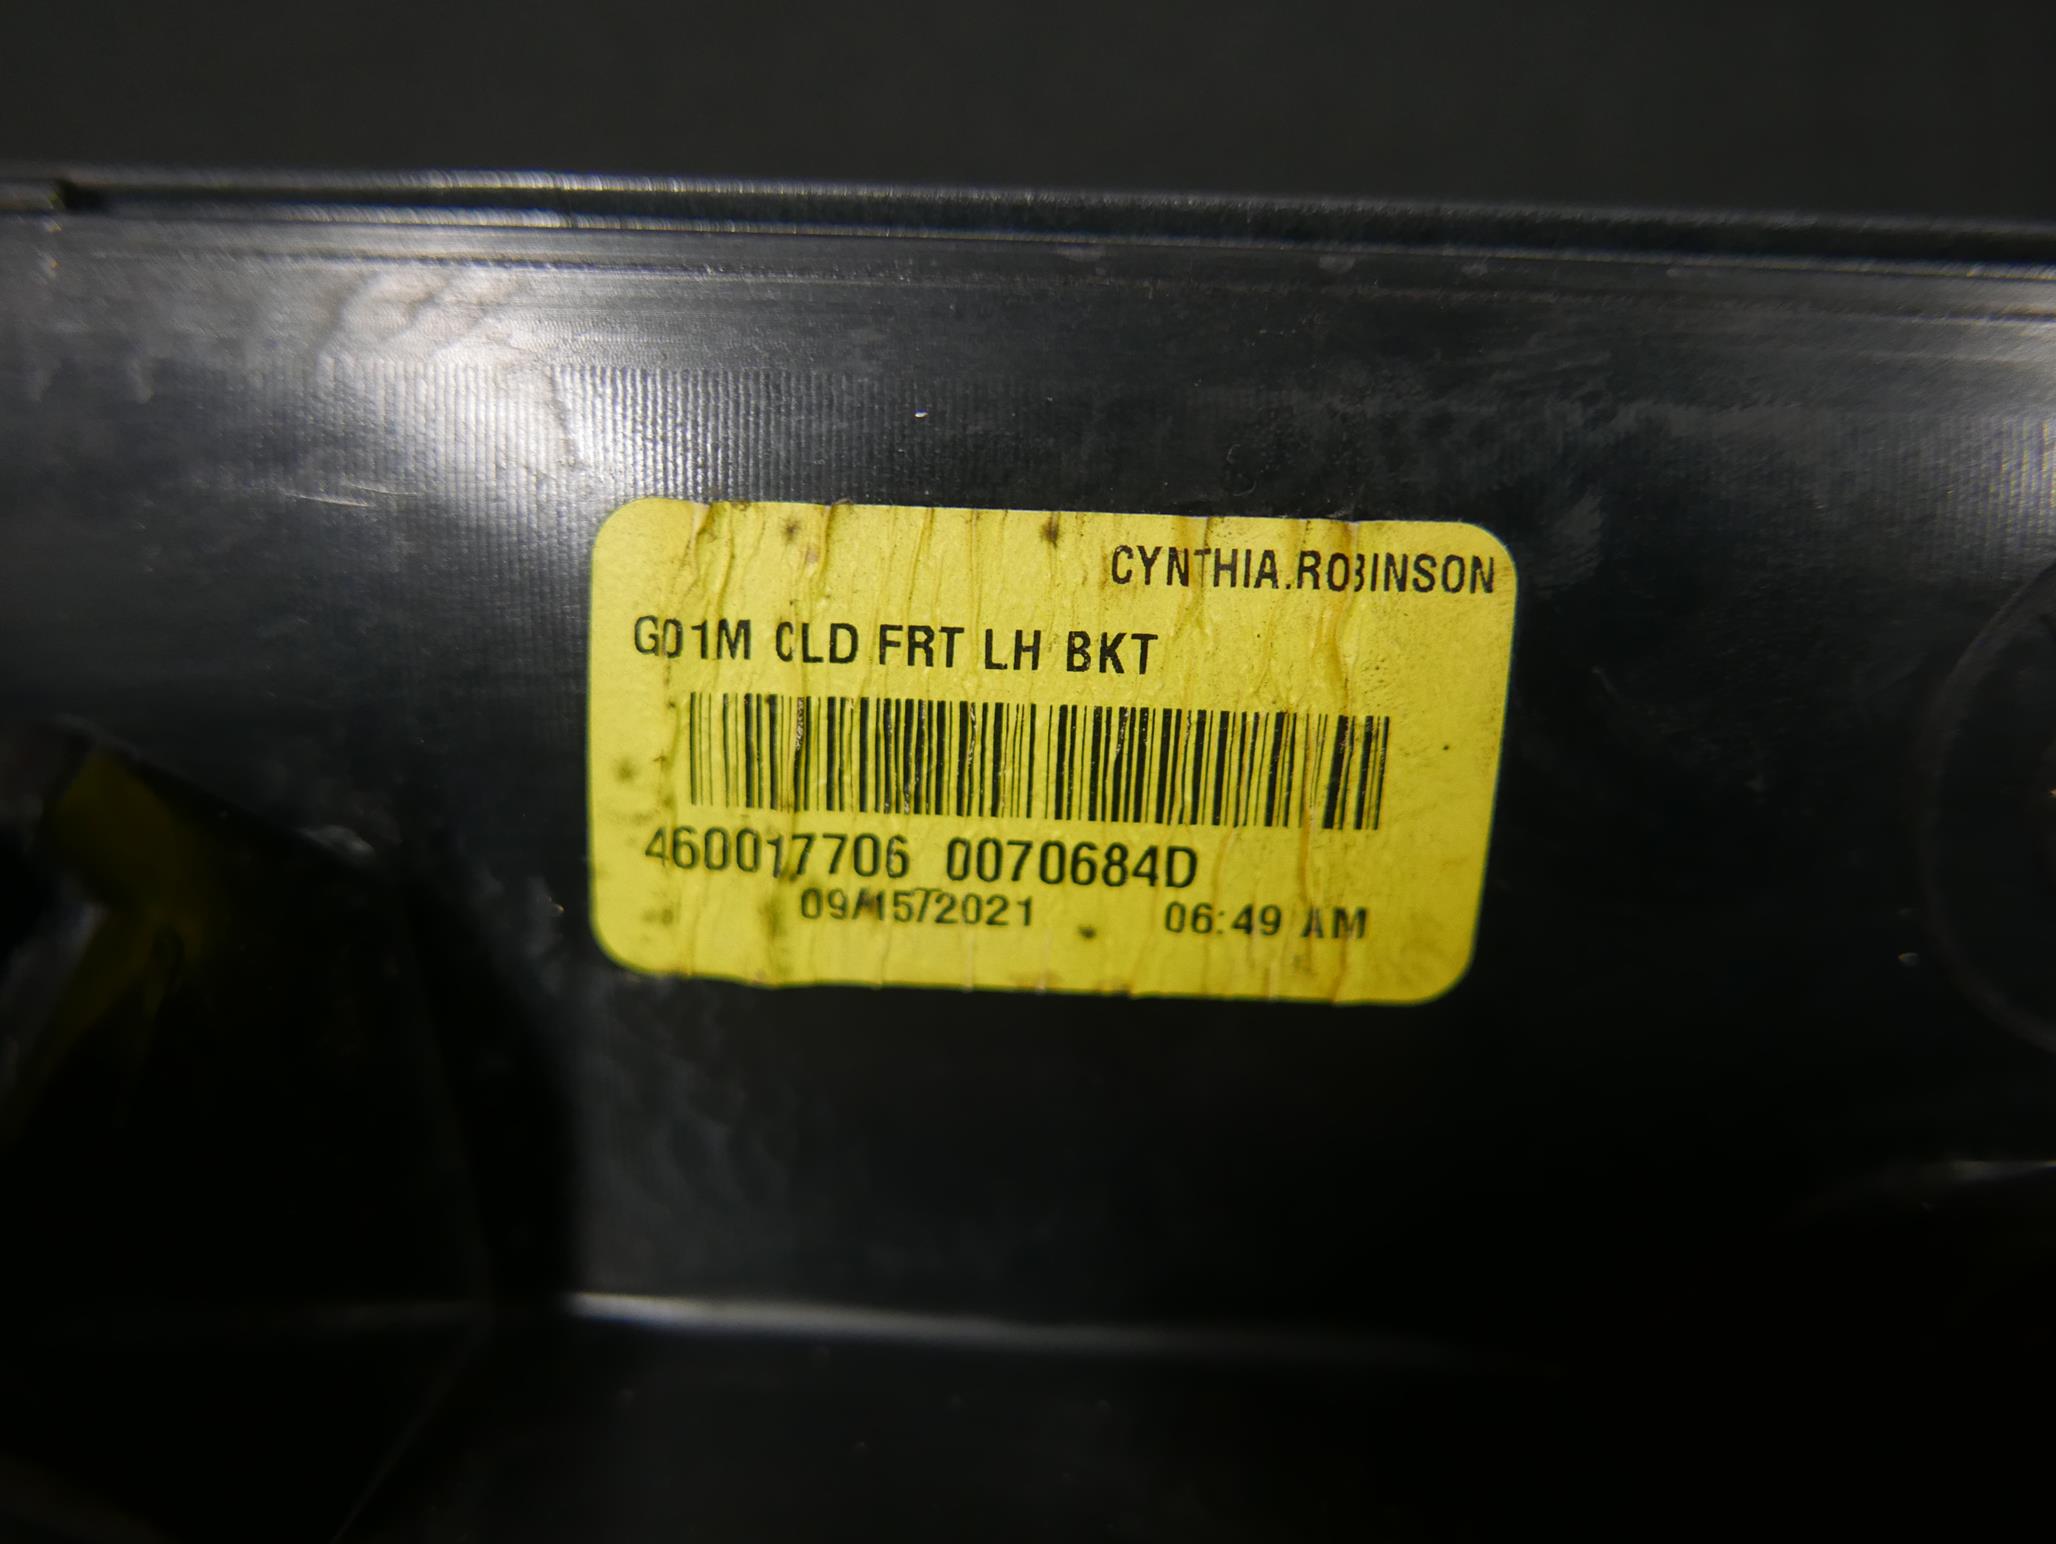 CYNTHIA.ROBINSON
G01M CLD FRT LH BKT
460017706 0070684D
09/15/2021 06:49 AM